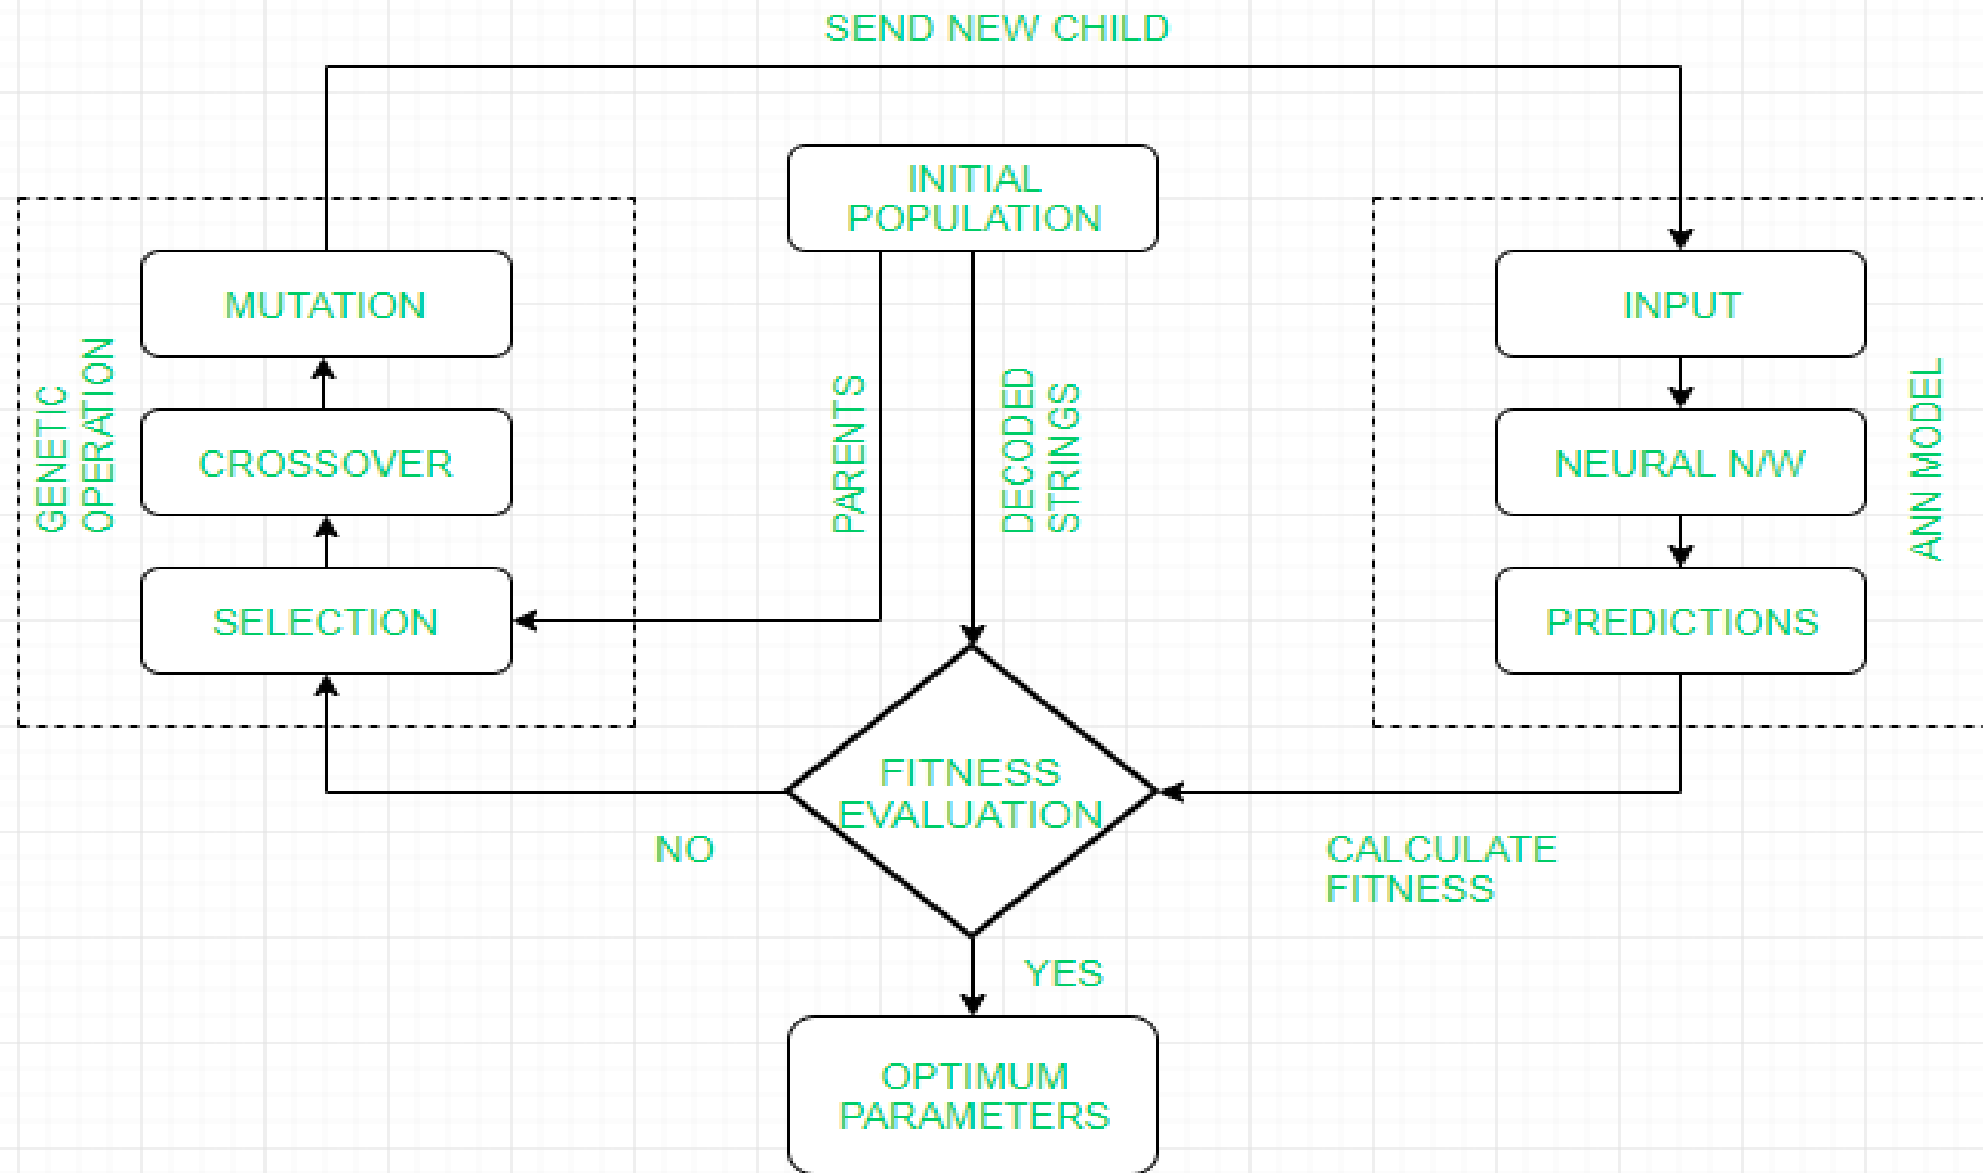 SEND NEW CHILD
INITIAL
POPULATION
MUTATION
CROSSOVER
SELECTION
GENETIC
OPERATION
PARENTS
DECODED
STRINGS
INPUT
NEURAL N/W
PREDICTIONS
ANN MODEL
FITNESS
EVALUATION
NO
CALCULATE
FITNESS
YES
OPTIMUM
PARAMETERS